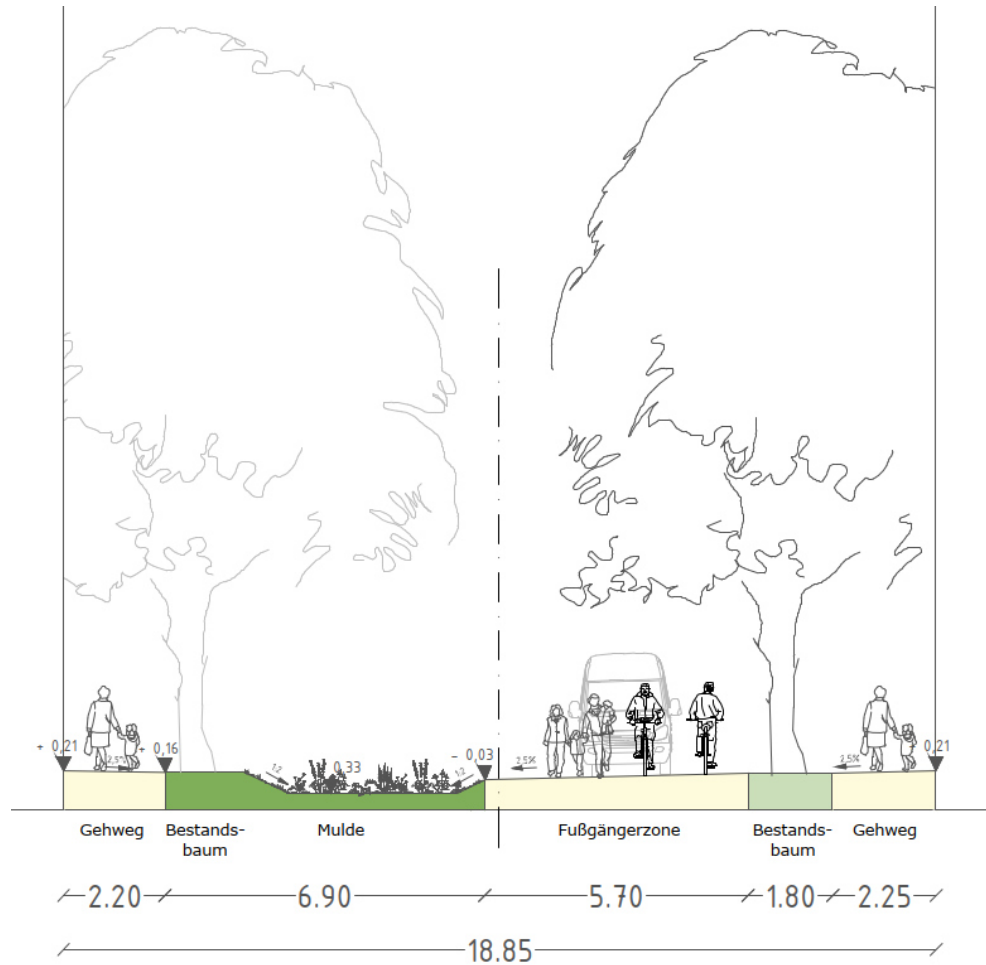 + 0,21
+ 0,16
2,5%
1:2
- 0,33
1:2
- 0,03
2,5%
2,5%
0,21
Gehweg
Bestands-
baum
Mulde
Fußgängerzone
Bestands-
baum
Gehweg
2.20
6.90
5.70
1.80
2.25
18.85